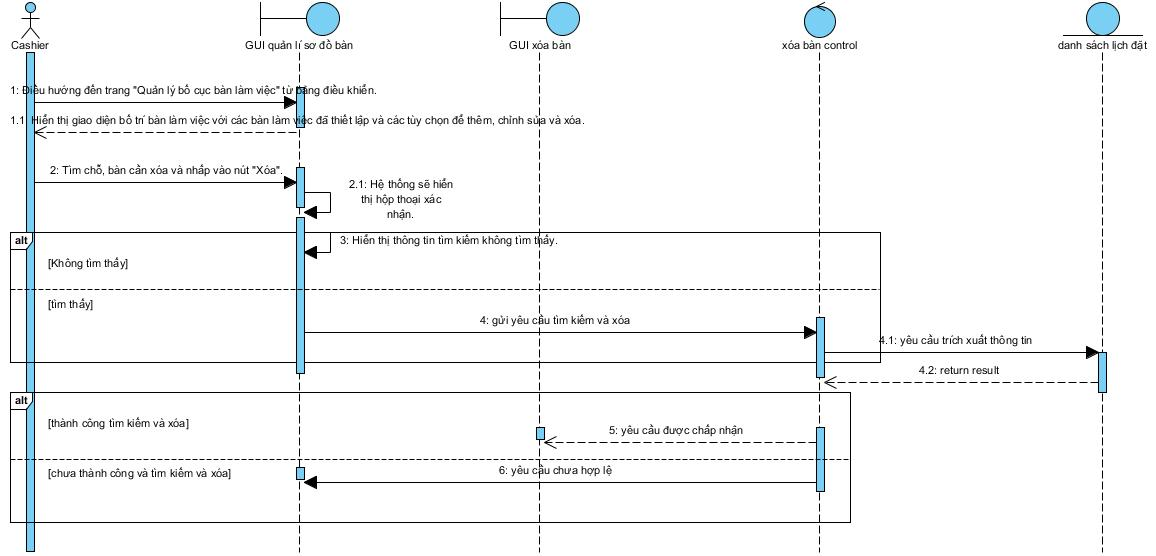 Cashier
GUI quản lí sơ đồ bàn
GUI xóa bàn
xóa bàn control
danh sách lịch đặt
1: Điều hướng đến trang "Quản lý bố cục bàn làm việc" từ bảng điều khiển.
1.1: Hiển thị giao diện bố trí bàn làm việc với các bàn làm việc đã thiết lập và các tùy chọn để thêm, chỉnh sửa và xóa.
2: Tìm chỗ, bàn cần xóa và nhấp vào nút "Xóa".
2.1: Hệ thống sẽ hiển
thị hộp thoại xác
nhận.
alt
3: Hiển thị thông tin tìm kiếm không tìm thấy.
[Không tìm thấy]
[tìm thấy]
4: gửi yêu cầu tìm kiếm và xóa
4.1: yêu cầu trích xuất thông tin
4.2: return result
alt
[thành công tìm kiếm và xóa]
5: yêu cầu được chấp nhận
[chưa thành công và tìm kiếm và xóa]
6: yêu cầu chưa hợp lệ